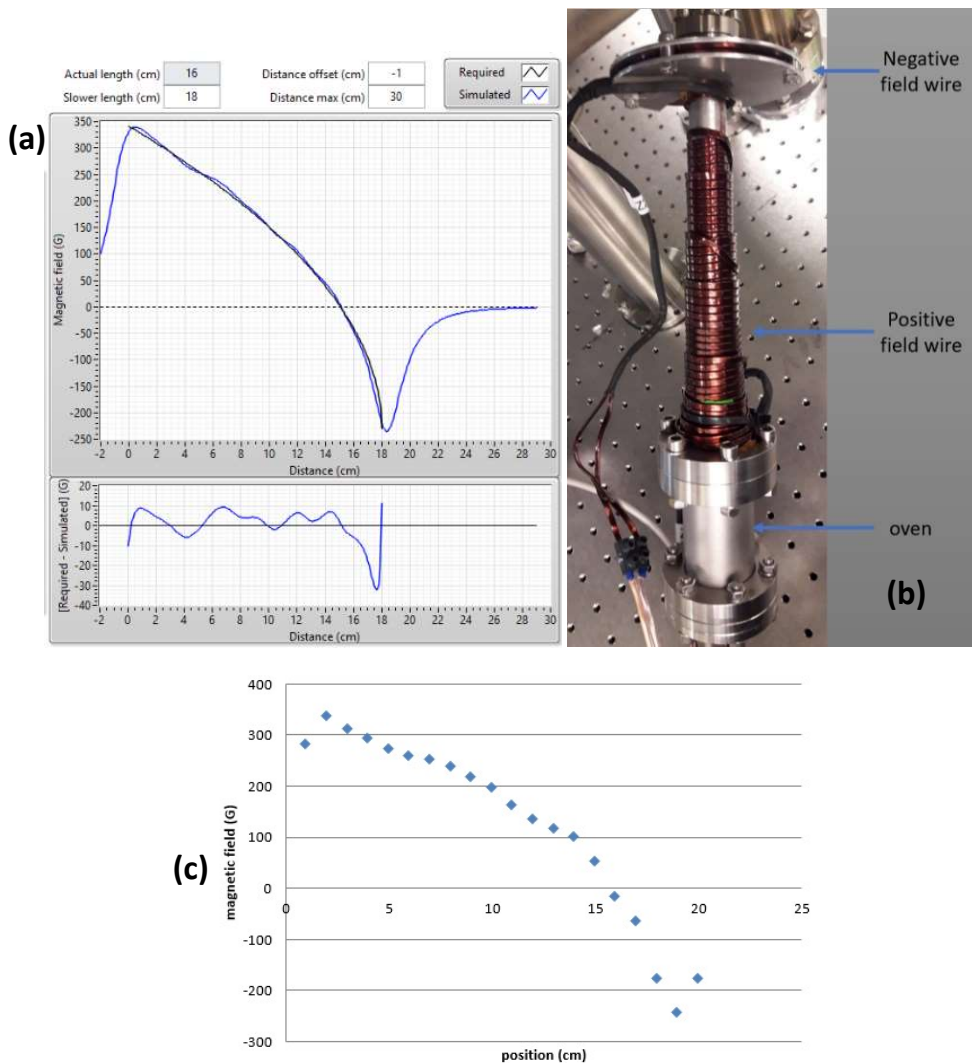 Actual length (cm) 16 Distance offset (cm) -1 Required
Slower length (cm) 18 Distance max (cm) 30 Simulated
(a)
Magnetic field (G)
350
300
250
200
150
100
50
0
-50
-100
-150
-200
-250
-2 0 2 4 6 8 10 12 14 16 18 20 22 24 26 28 30
Distance (cm)
[Required - Simulated] (G)
20
10
0
-10
-20
-30
-40
-2 0 2 4 6 8 10 12 14 16 18 20 22 24 26 28 30
Distance (cm)
Negative
field wire
Positive
field wire
oven
(b)
(c)
magnetic field (G)
400
300
200
100
0
-100
-200
-300
0 5 10 15 20 25
position (cm)